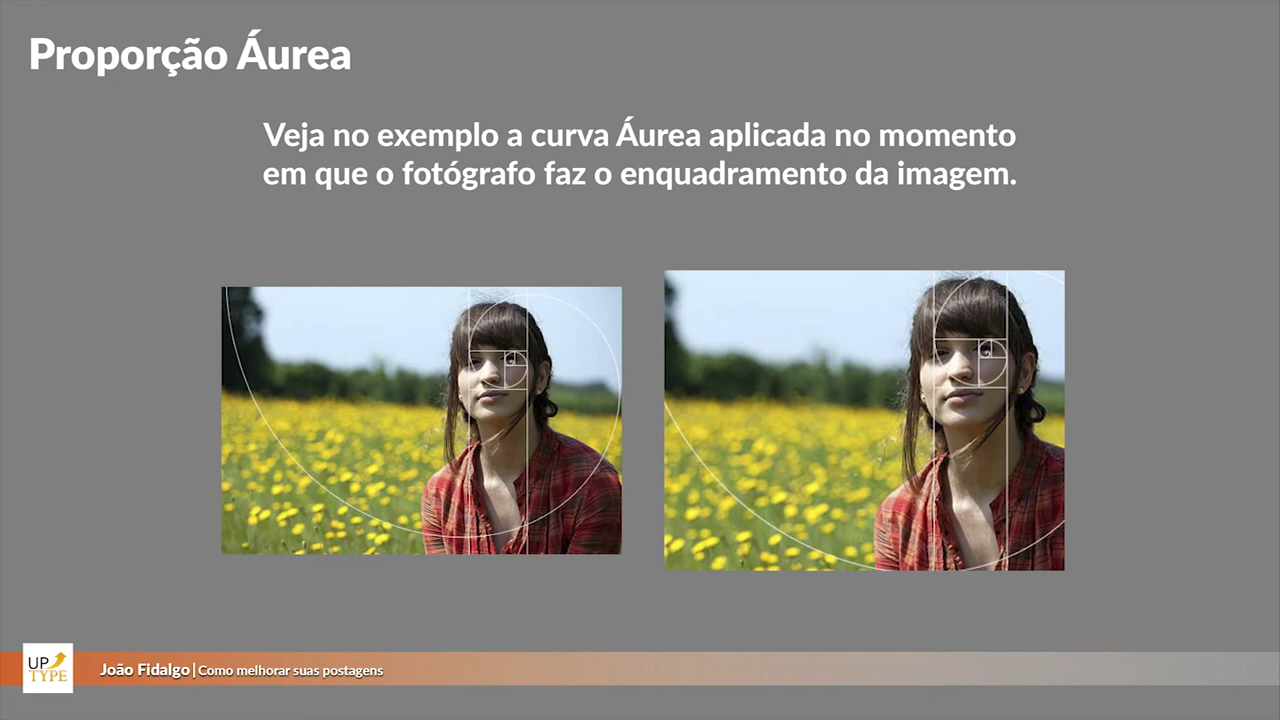 Proporção Áurea
Veja no exemplo a curva Áurea aplicada no momento
em que o fotógrafo faz o enquadramento da imagem.
UP
TYPE
João Fidalgo|Como melhorar suas postagens